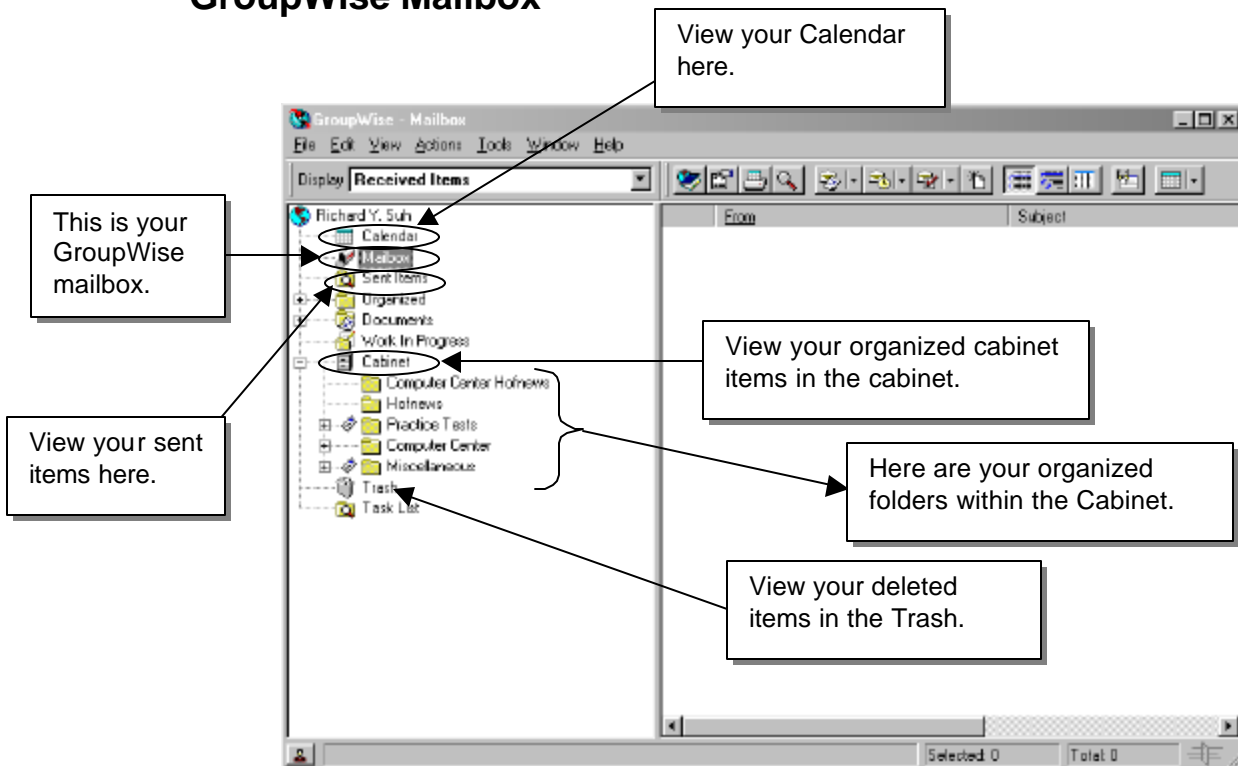 GroupWise Mailbox
View your Calendar
here.
GroupWise - Mailbox
File Edit View Actions Tools Window Help
Display Received Items
This is your
GroupWise
mailbox.
Richard Y. Suh
From Subject
Calendar
Mailbox
Sent Items
Organized
Documents
Work In Progress
Cabinet
View your organized cabinet
items in the cabinet.
Computer Center Hofnews
Hofnews
Practice Tests
Computer Center
Miscellaneous
View your sent
items here.
Here are your organized
folders within the Cabinet.
Trash
Task List
View your deleted
items in the Trash.
Selected: 0 Total: 0